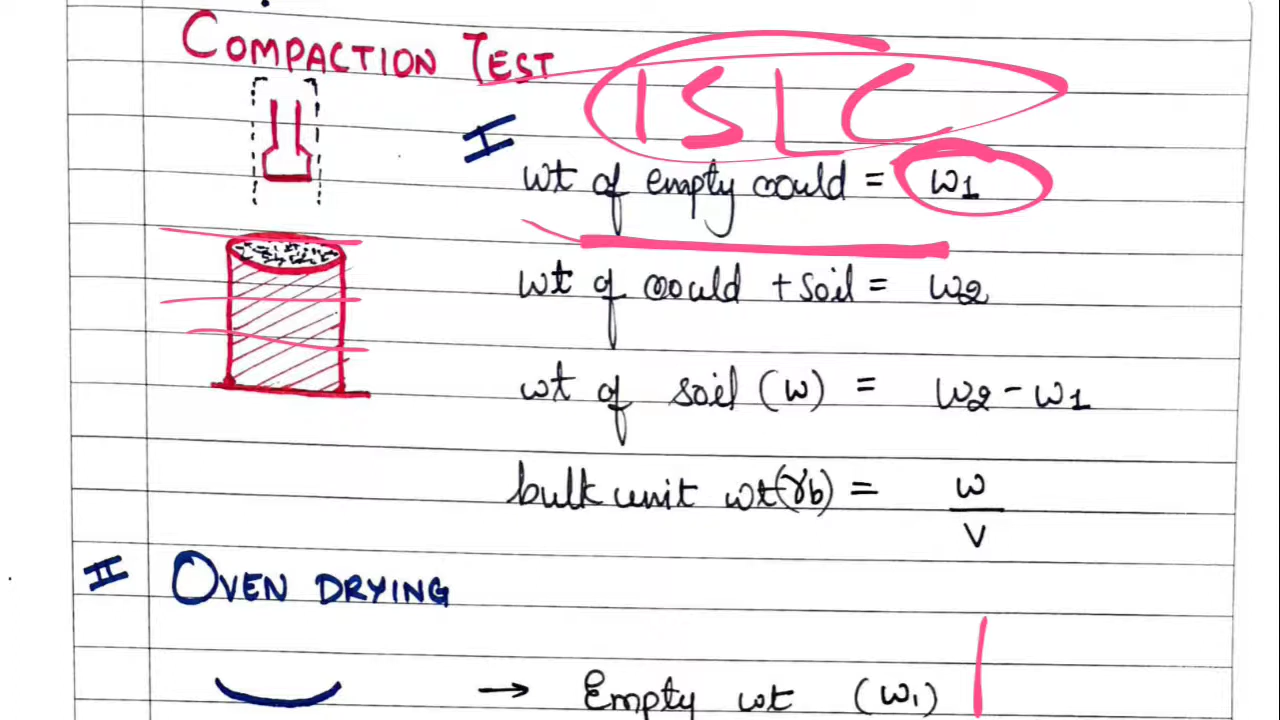 COMPACTION TEST
ISLC
I
wt of empty mould = w1
wt of mould + soil = w2
wt of soil (w) = w2 - w1
bulk unit wt (γb) = w/v
II OVEN DRYING
→ Empty wt (w1)